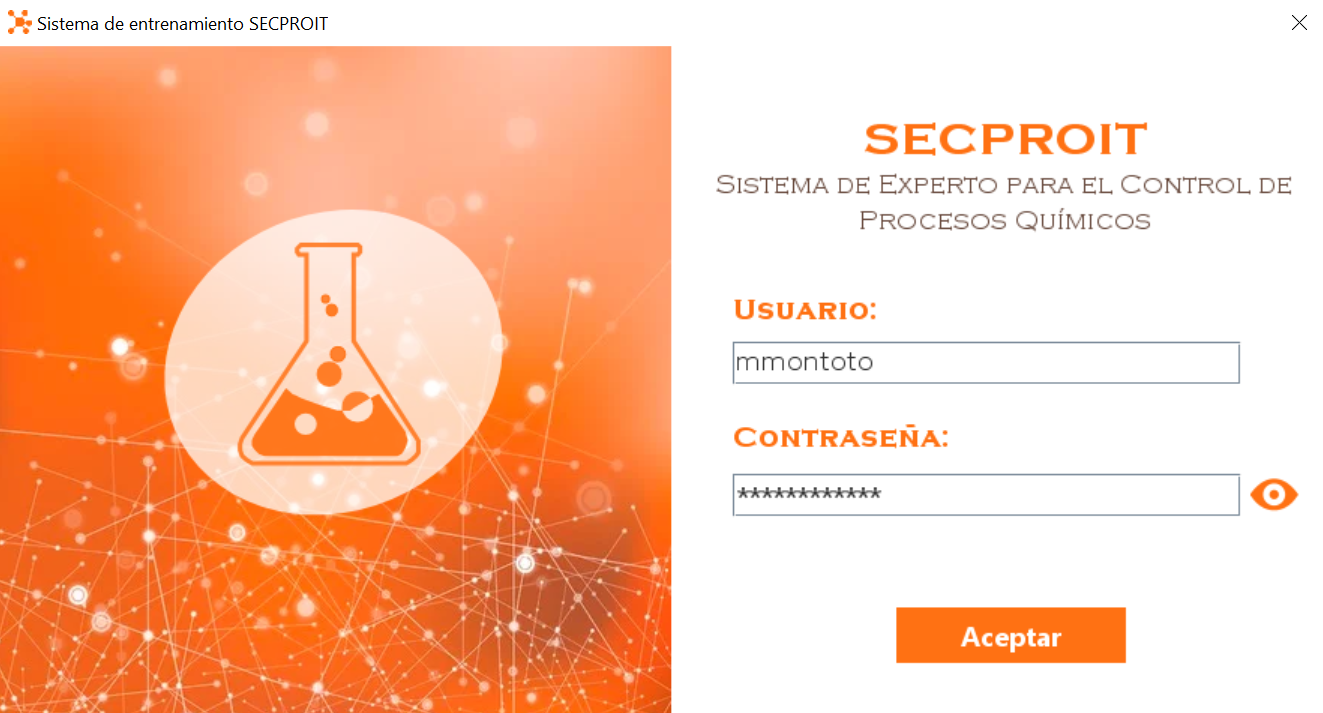 Sistema de entrenamiento SECPROIT
SECPROIT
Sistema de Experto para el Control de
Procesos Químicos
Usuario:
mmontoto
Contraseña:
************
Aceptar